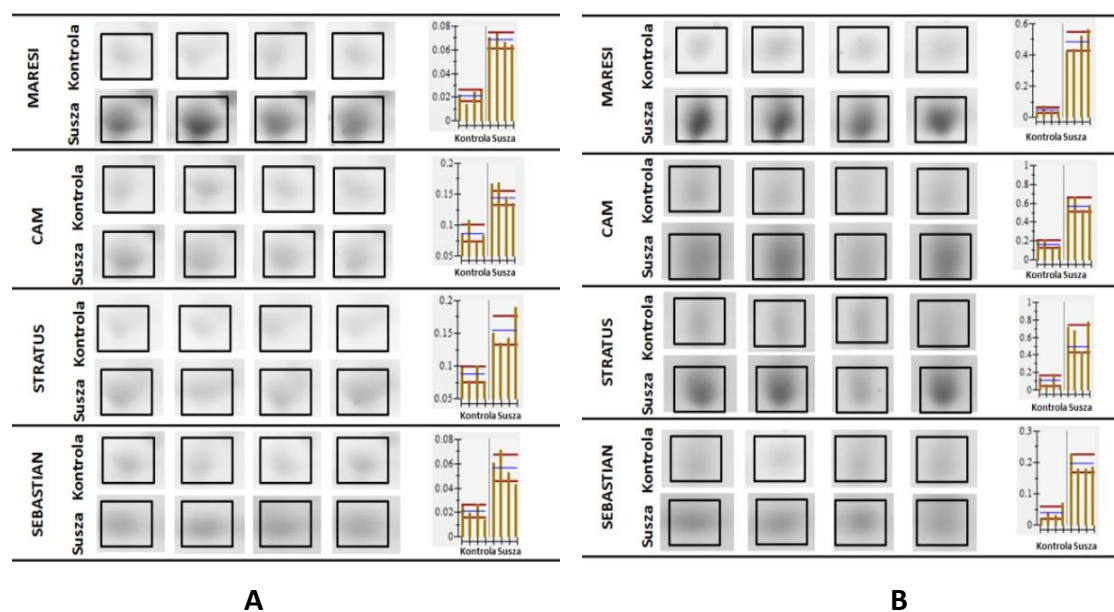 MARESI
Kontrola
Susza
0.08
0.06
0.04
0.02
0
Kontrola Susza
CAM
Kontrola
Susza
0.2
0.15
0.1
0.05
Kontrola Susza
STRATUS
Kontrola
Susza
0.2
0.15
0.1
0.05
Kontrola Susza
SEBASTIAN
Kontrola
Susza
0.08
0.06
0.04
0.02
0
Kontrola Susza
A
MARESI
Kontrola
Susza
0.6
0.4
0.2
0
Kontrola Susza
CAM
Kontrola
Susza
1
0.8
0.6
0.4
0.2
0
Kontrola Susza
STRATUS
Kontrola
Susza
1
0.8
0.6
0.4
0.2
0
Kontrola Susza
SEBASTIAN
Kontrola
Susza
0.3
0.2
0.1
0
Kontrola Susza
B